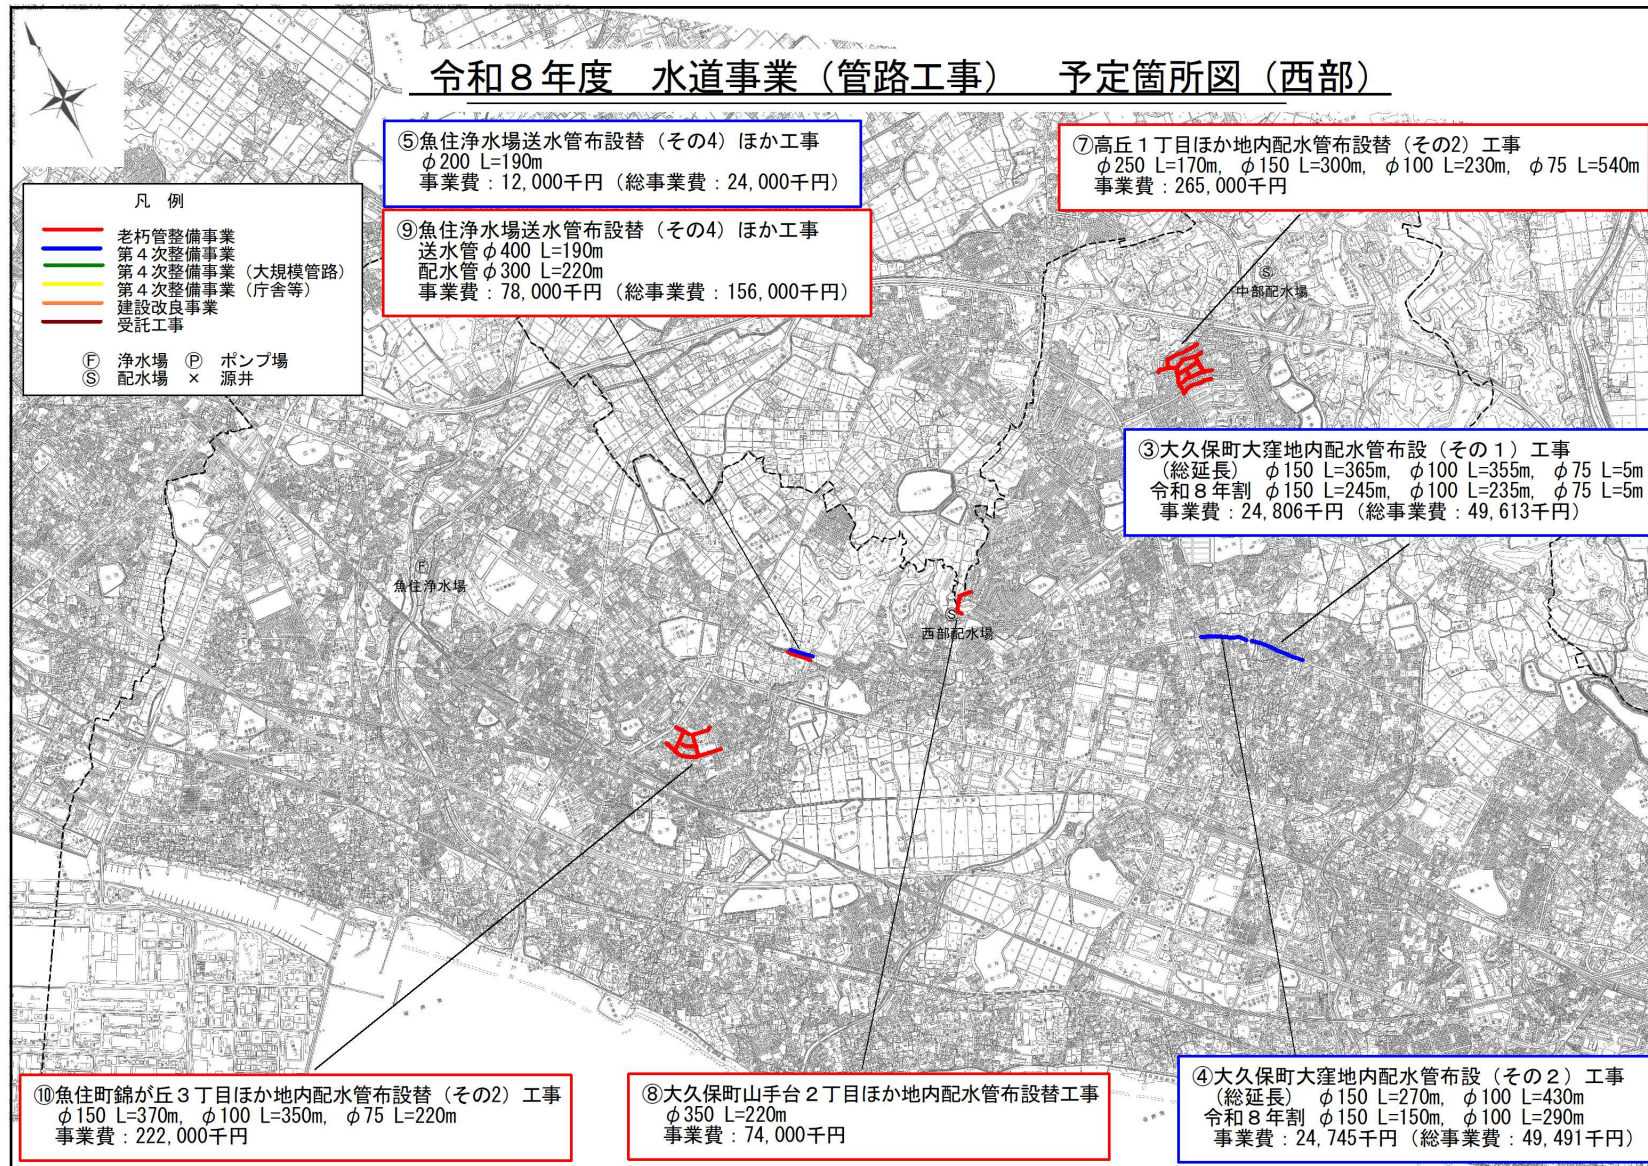 令和８年度　水道事業（管路工事）　予定箇所図（西部）
⑤魚住浄水場送水管布設替（その4）ほか工事
φ200 L=190m
事業費：12,000千円（総事業費：24,000千円）
⑦高丘１丁目ほか地内配水管布設替（その2）工事
φ250 L=170m, φ150 L=300m, φ100 L=230m, φ75 L=540m
事業費：265,000千円
凡　例
老朽管整備事業
第４次整備事業
第４次整備事業（大規模管路）
第４次整備事業（庁舎等）
建設改良事業
受託工事
Ⓕ　浄水場　Ⓟ　ポンプ場
Ⓢ　配水場　×　源井
⑨魚住浄水場送水管布設替（その4）ほか工事
送水管φ400 L=190m
配水管φ300 L=220m
事業費：78,000千円（総事業費：156,000千円）
Ⓢ
中部配水場
③大久保町大窪地内配水管布設（その１）工事
（総延長）　φ150 L=365m, φ100 L=355m, φ75 L=5m
令和８年割　φ150 L=245m, φ100 L=235m, φ75 L=5m
事業費：24,806千円（総事業費：49,613千円）
Ⓕ
魚住浄水場
Ⓢ
西部配水場
⑩魚住町錦が丘３丁目ほか地内配水管布設替（その2）工事
φ150 L=370m, φ100 L=350m, φ75 L=220m
事業費：222,000千円
⑧大久保町山手台２丁目ほか地内配水管布設替工事
φ350 L=220m
事業費：74,000千円
④大久保町大窪地内配水管布設（その２）工事
（総延長）　φ150 L=270m, φ100 L=430m
令和８年割　φ150 L=150m, φ100 L=290m
事業費：24,745千円（総事業費：49,491千円）